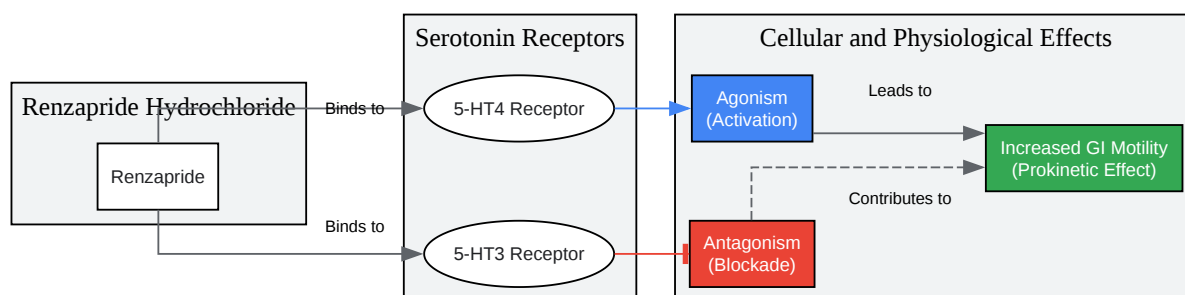 Renzapride Hydrochloride
Renzapride
Binds to
Binds to
Serotonin Receptors
5-HT4 Receptor
5-HT3 Receptor
Cellular and Physiological Effects
Agonism
(Activation)
Leads to
Increased GI Motility
(Prokinetic Effect)
Contributes to
Antagonism
(Blockade)